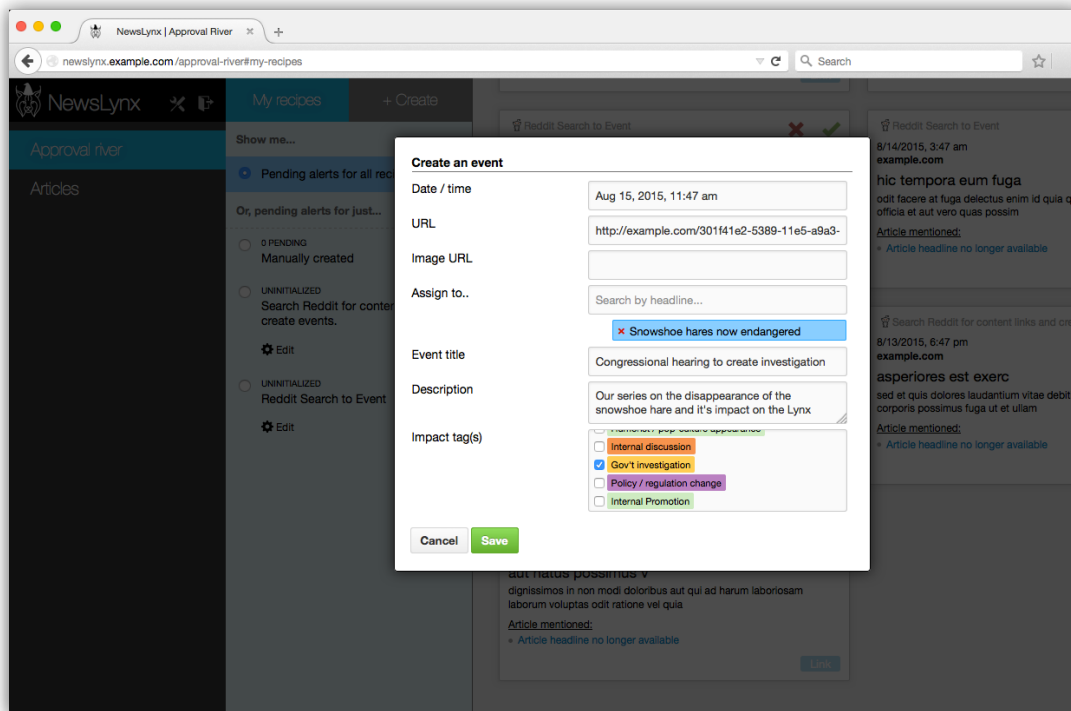 NewsLynx | Approval River
newslynx.example.com/approval-river#my-recipes
Search
NewsLynx
My recipes
+ Create
Approval river
Articles
Show me...
Pending alerts for all rec
Or, pending alerts for just...
0 PENDING
Manually created
UNINITIALIZED
Search Reddit for conten
create events.
Edit
UNINITIALIZED
Reddit Search to Event
Edit
Reddit Search to Event
Create an event
Date / time
Aug 15, 2015, 11:47 am
URL
http://example.com/301f41e2-5389-11e5-a9a3-
Image URL
Assign to..
Search by headline...
Snowshoe hares now endangered
Event title
Congressional hearing to create investigation
Description
Our series on the disappearance of the
snowshoe hare and it's impact on the Lynx
Impact tag(s)
Internal discussion
Gov't investigation
Policy / regulation change
Internal Promotion
Cancel
Save
aut natus possimus v
dignissimos in non modi doloribus aut qui ad harum laboriosam
laborum voluptas odit ratione vel quia
Article mentioned:
Article headline no longer available
Link
Reddit Search to Event
8/14/2015, 3:47 am
example.com
hic tempora eum fuga
odit facere at fuga delectus enim id quia q
officia et aut vero quas possim
Article mentioned:
Article headline no longer available
Search Reddit for content links and cre
8/13/2015, 6:47 pm
example.com
asperiores est exerc
sed et quis dolores laudantium vitae debit
corporis possimus fuga ut et ullam
Article mentioned:
Article headline no longer available